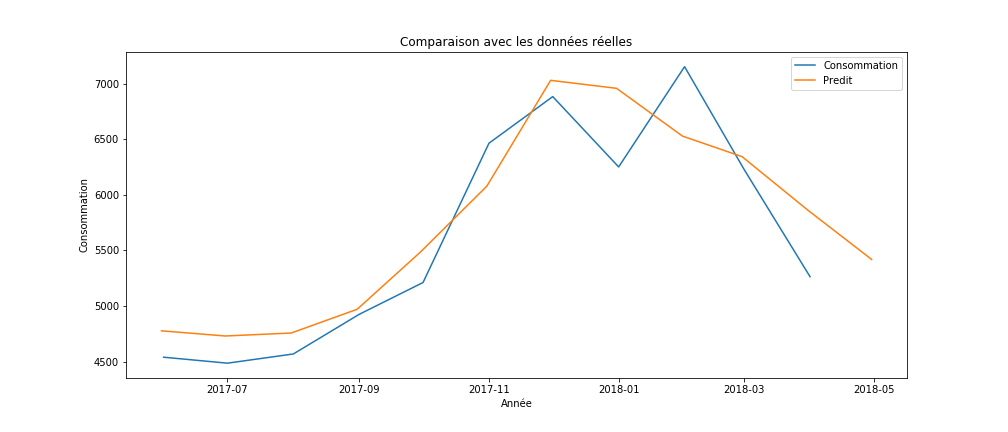 Comparaison avec les données réelles
Consommation
Predit
7000
6500
6000
5500
5000
4500
Consommation
2017-07 2017-09 2017-11 2018-01 2018-03 2018-05
Année